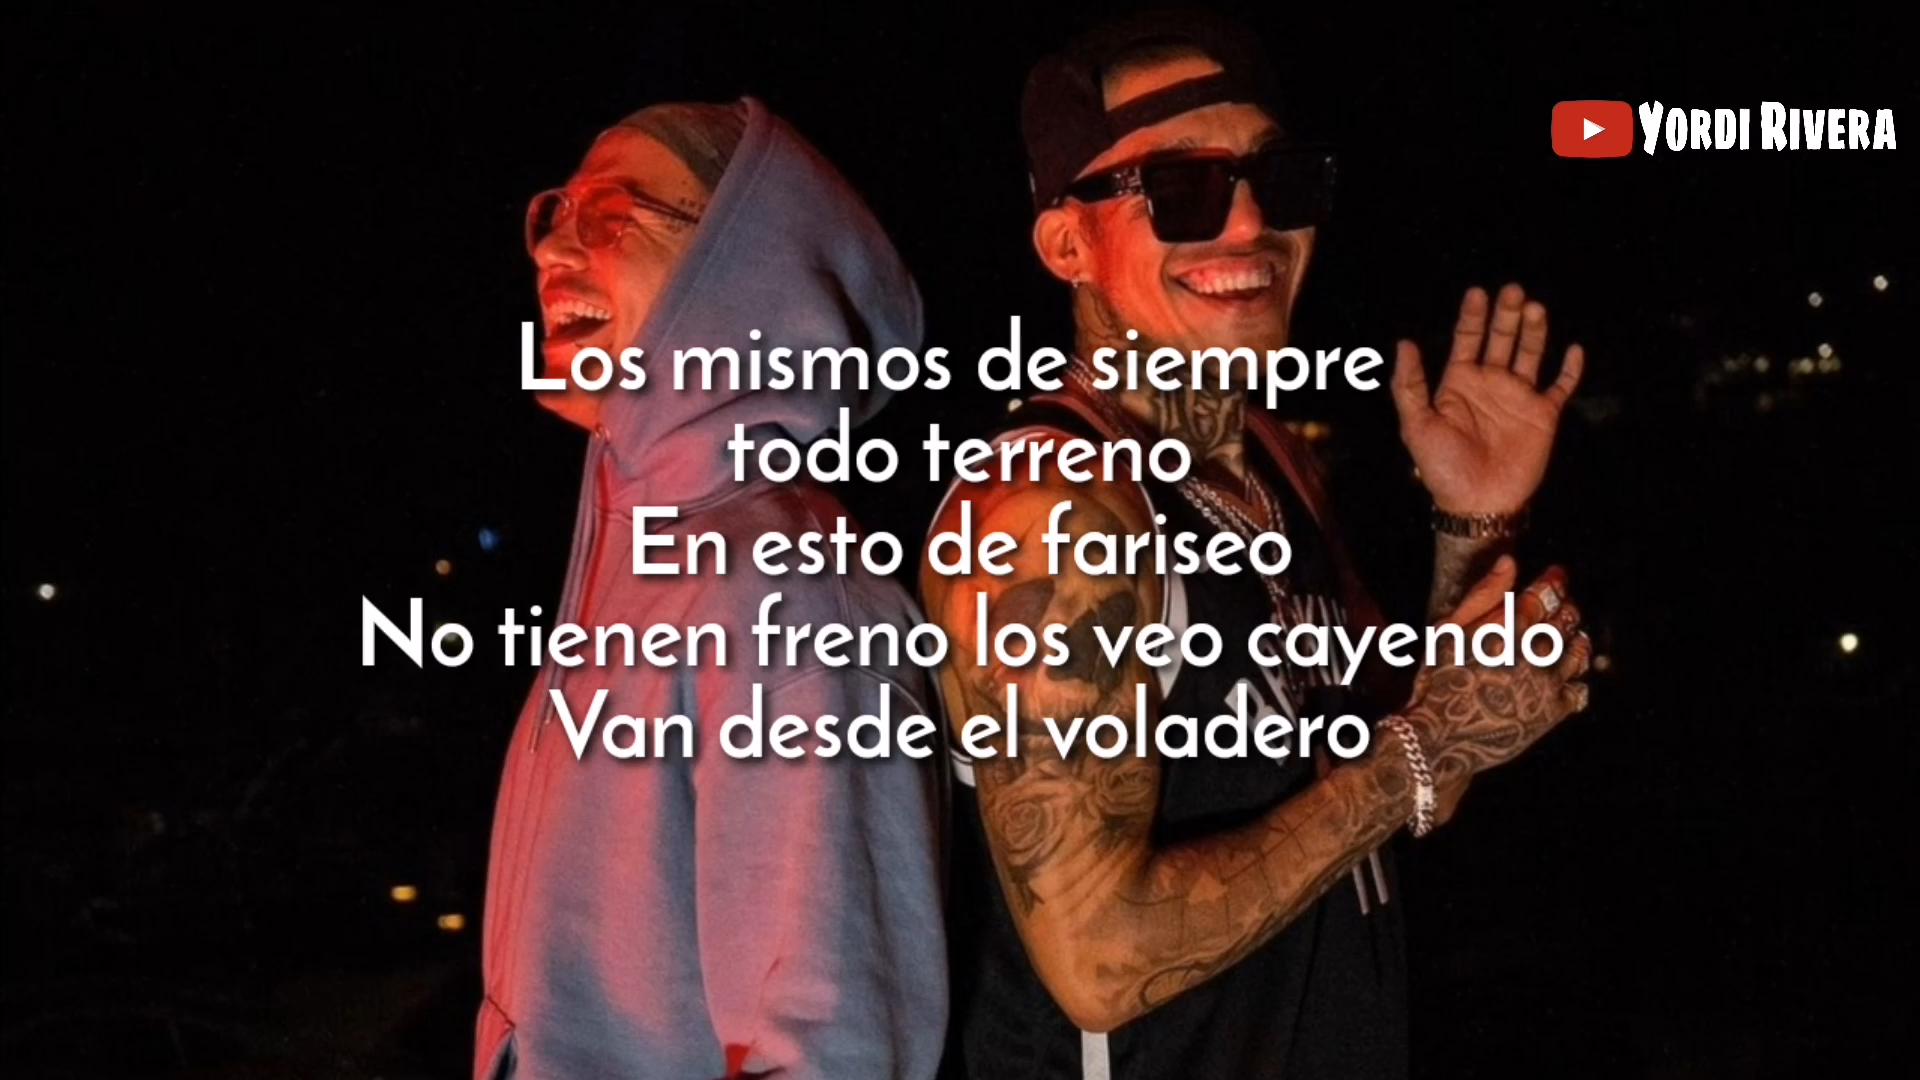 YORDI RIVERA
Los mismos de siempre
todo terreno
En esto de fariseo
No tienen freno los veo cayendo
Van desde el voladero